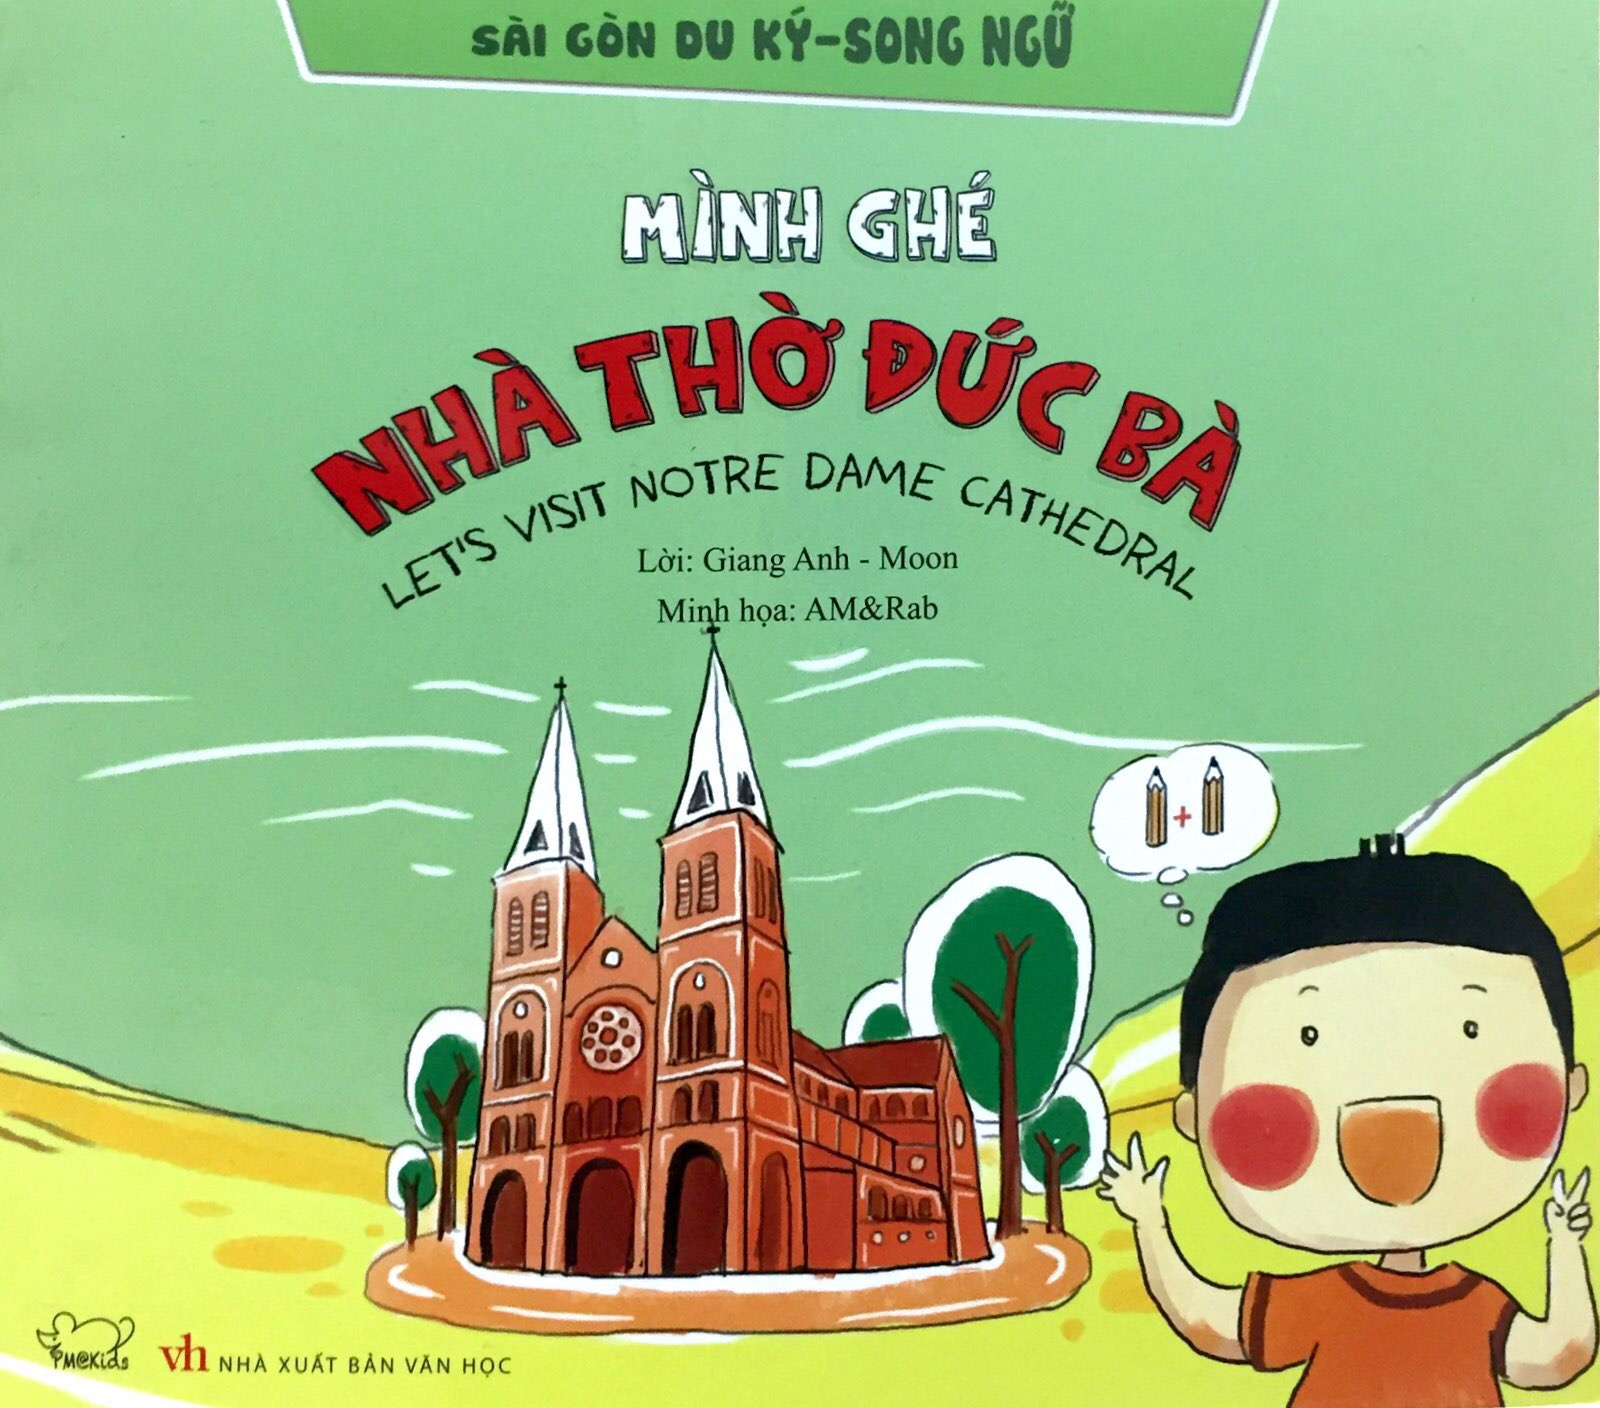 SÀI GÒN DU KÝ-SONG NGỮ
MÌNH GHÉ
NHÀ THỜ ĐỨC BÀ
LET'S VISIT NOTRE DAME CATHEDRAL
Lời: Giang Anh - Moon
Minh họa: AM&Rab
+
PM@Kids
vh NHÀ XUẤT BẢN VĂN HỌC